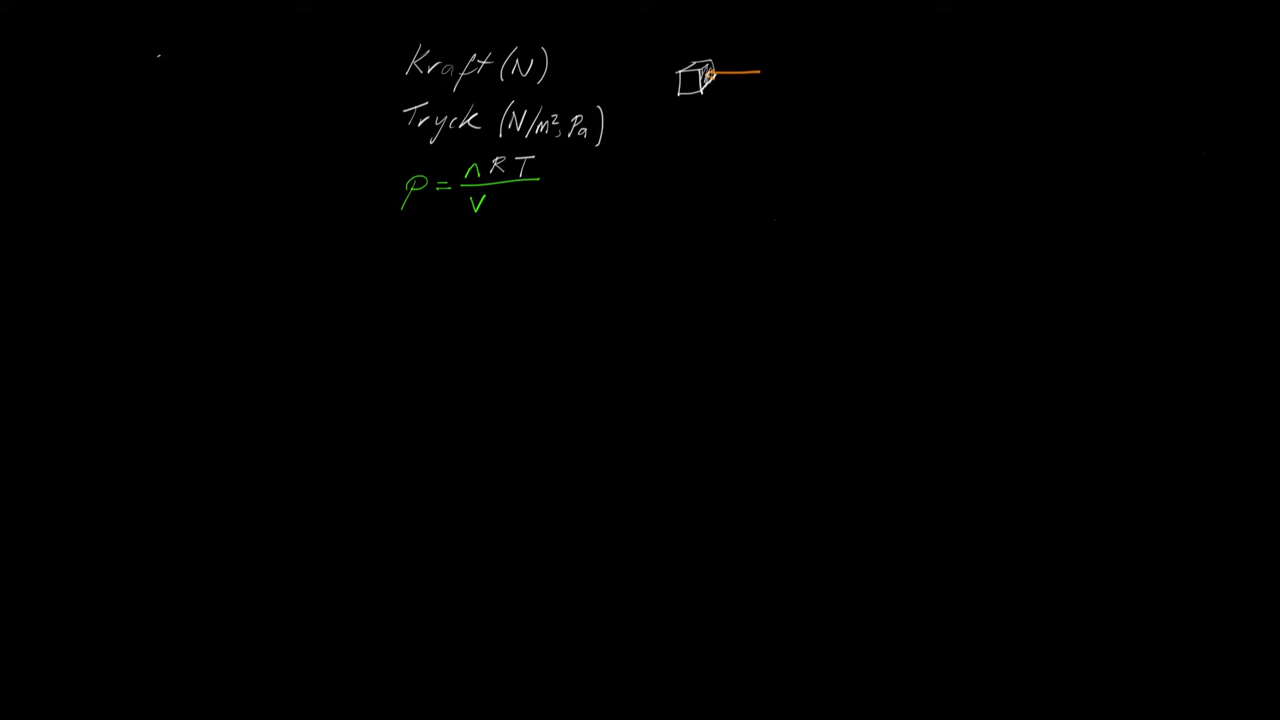 Kraft (N)
Tryck (N/m², Pa)
p = nRT / V